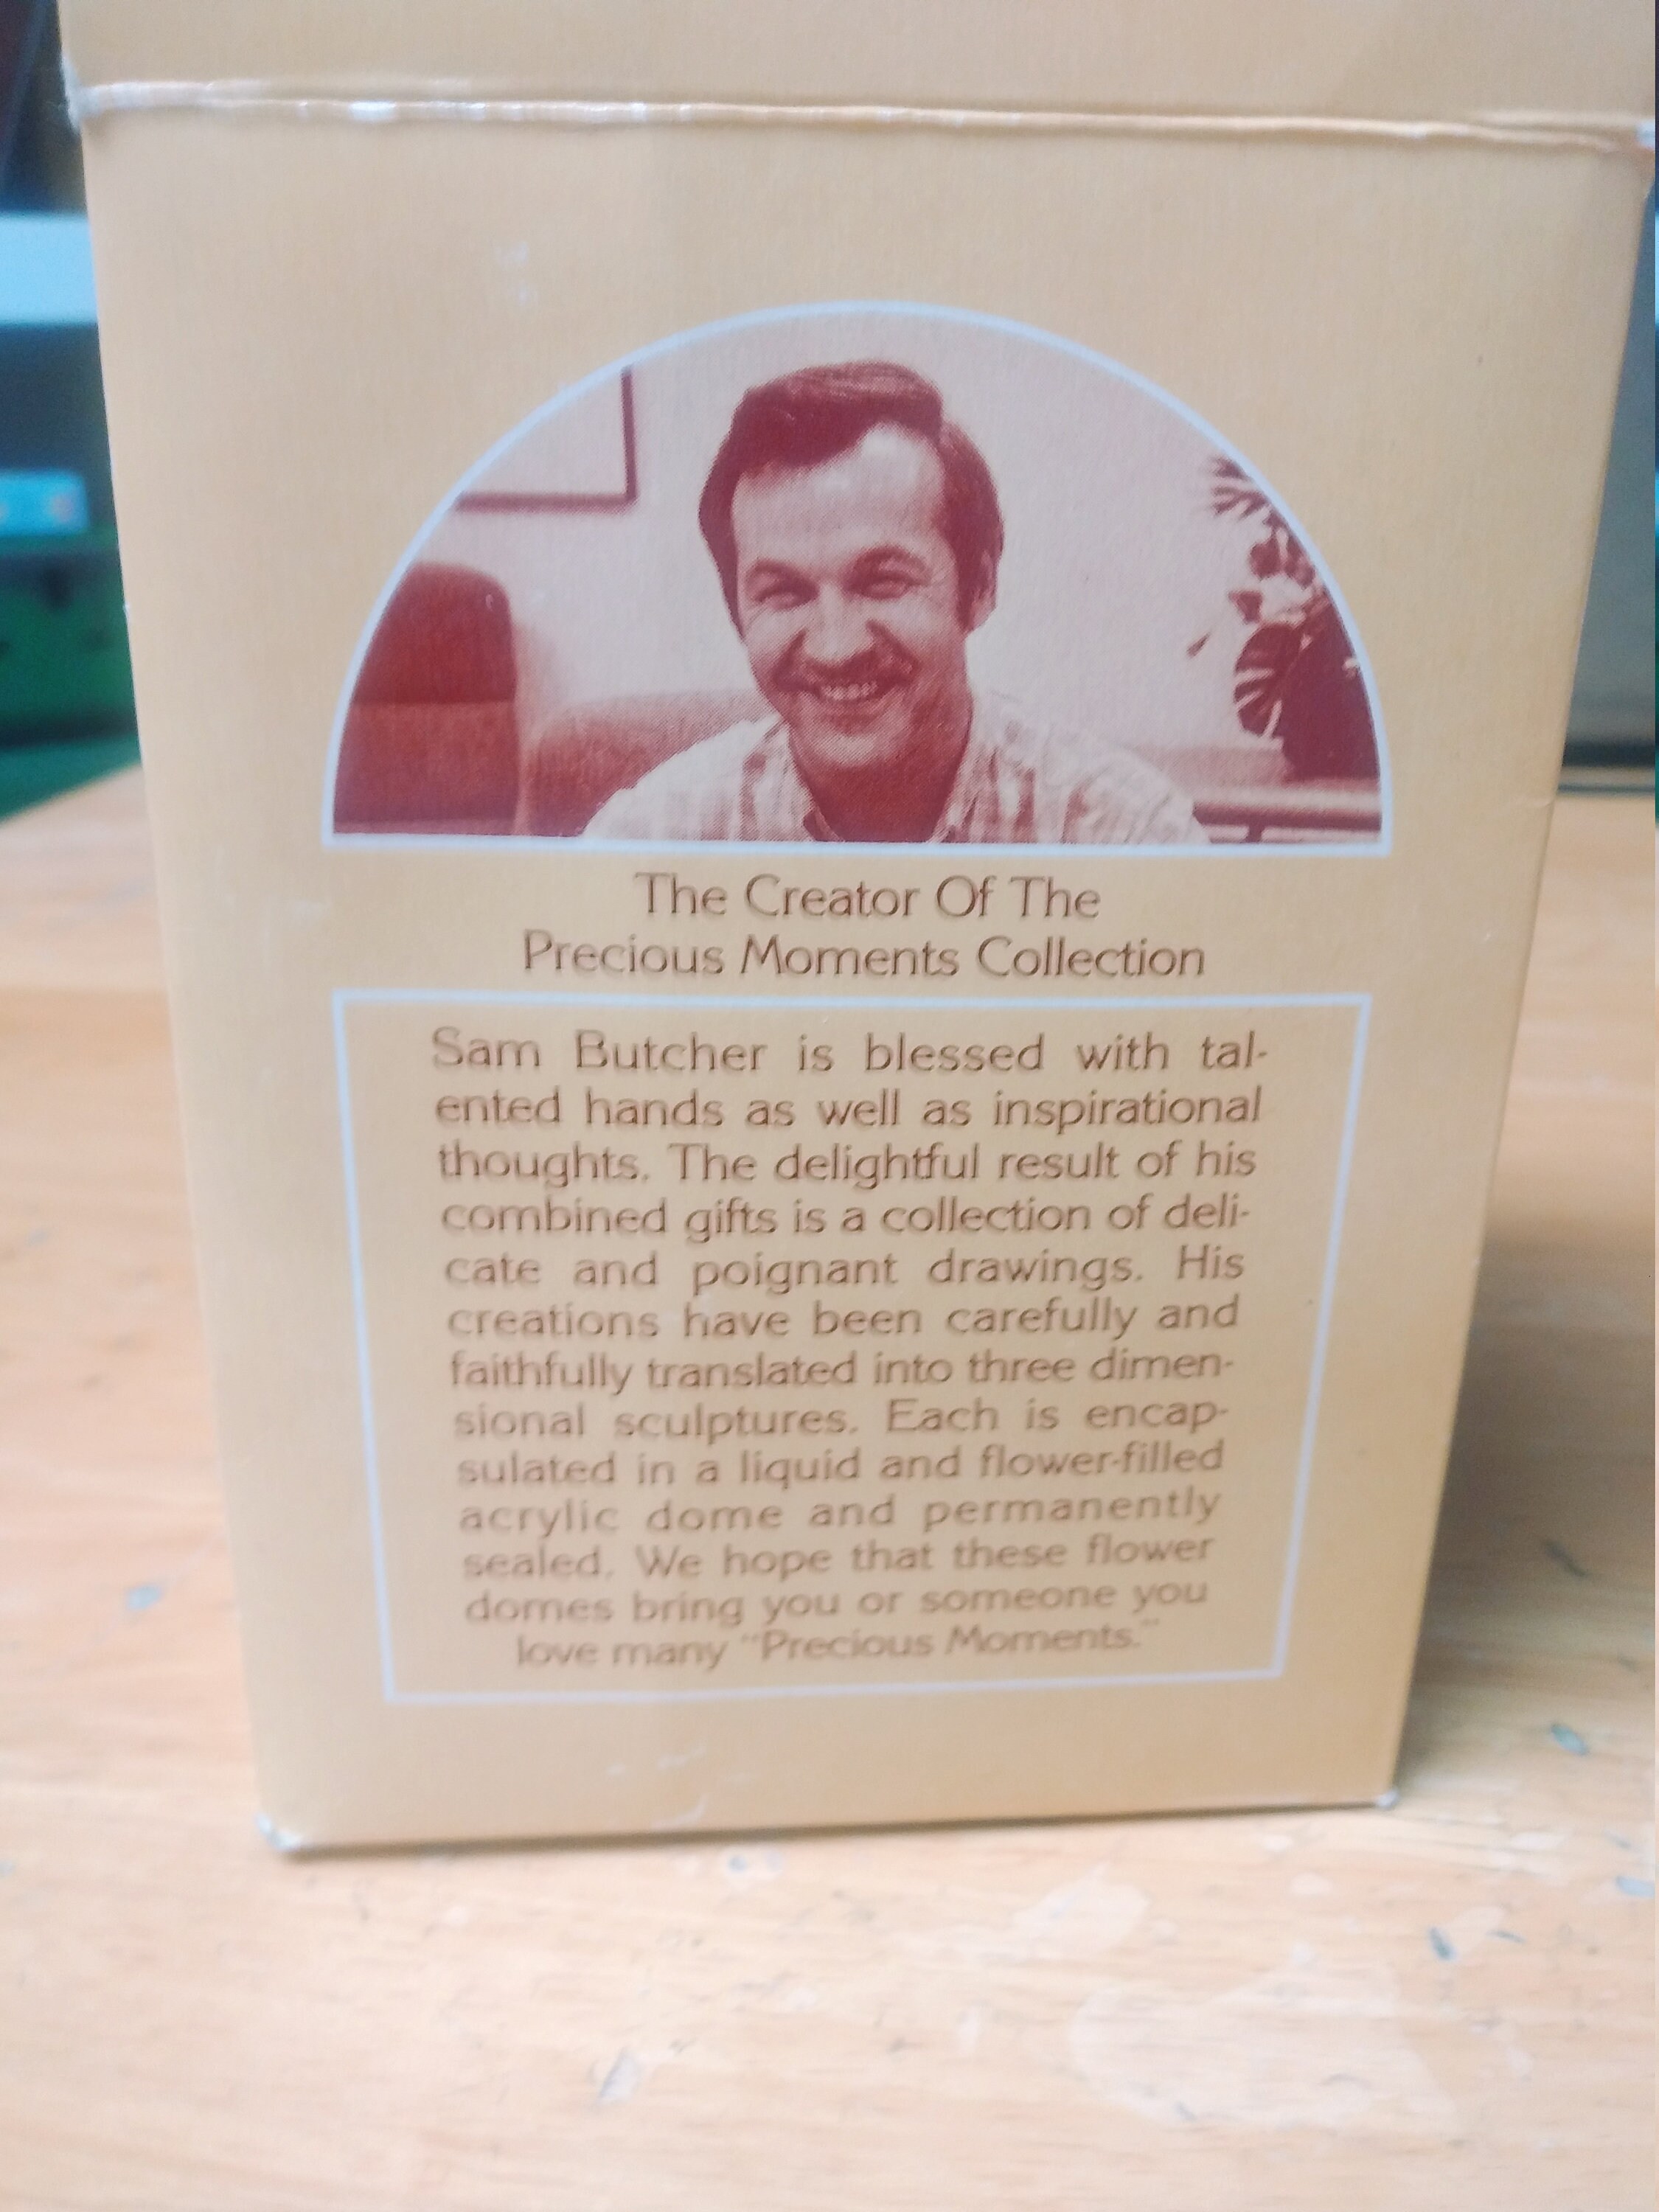 The Creator Of The
Precious Moments Collection
Sam Butcher is blessed with tal-
ented hands as well as inspirational
thoughts. The delightful result of his
combined gifts is a collection of deli-
cate and poignant drawings. His
creations have been carefully and
faithfully translated into three dimen-
sional sculptures. Each is encap-
sulated in a liquid and flower-filled
acrylic dome and permanently
sealed. We hope that these flower
domes bring you or someone you
love many "Precious Moments."